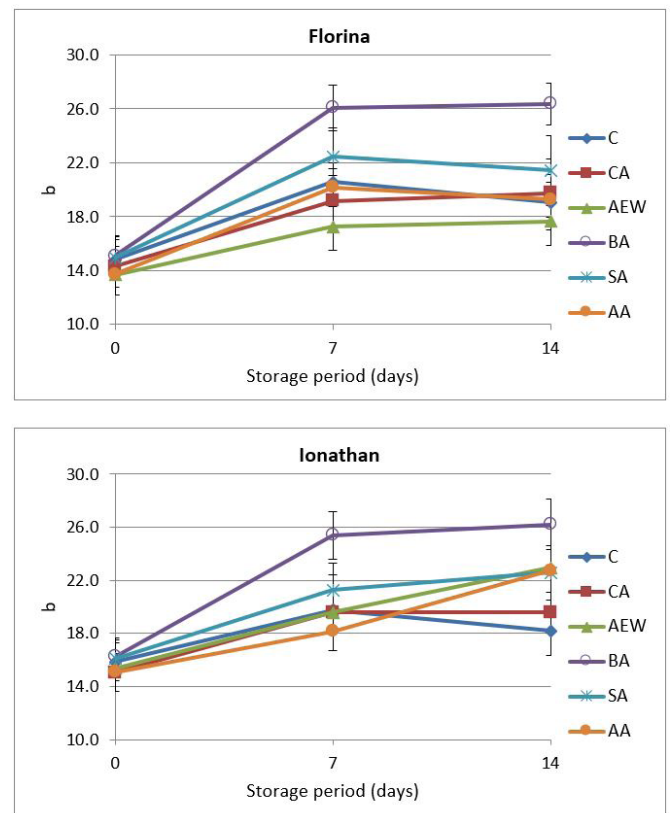 Florina
30.0
26.0
22.0
18.0
14.0
10.0
b
0 7 14
Storage period (days)
C
CA
AEW
BA
SA
AA
Ionathan
30.0
26.0
22.0
18.0
14.0
10.0
b
0 7 14
Storage period (days)
C
CA
AEW
BA
SA
AA